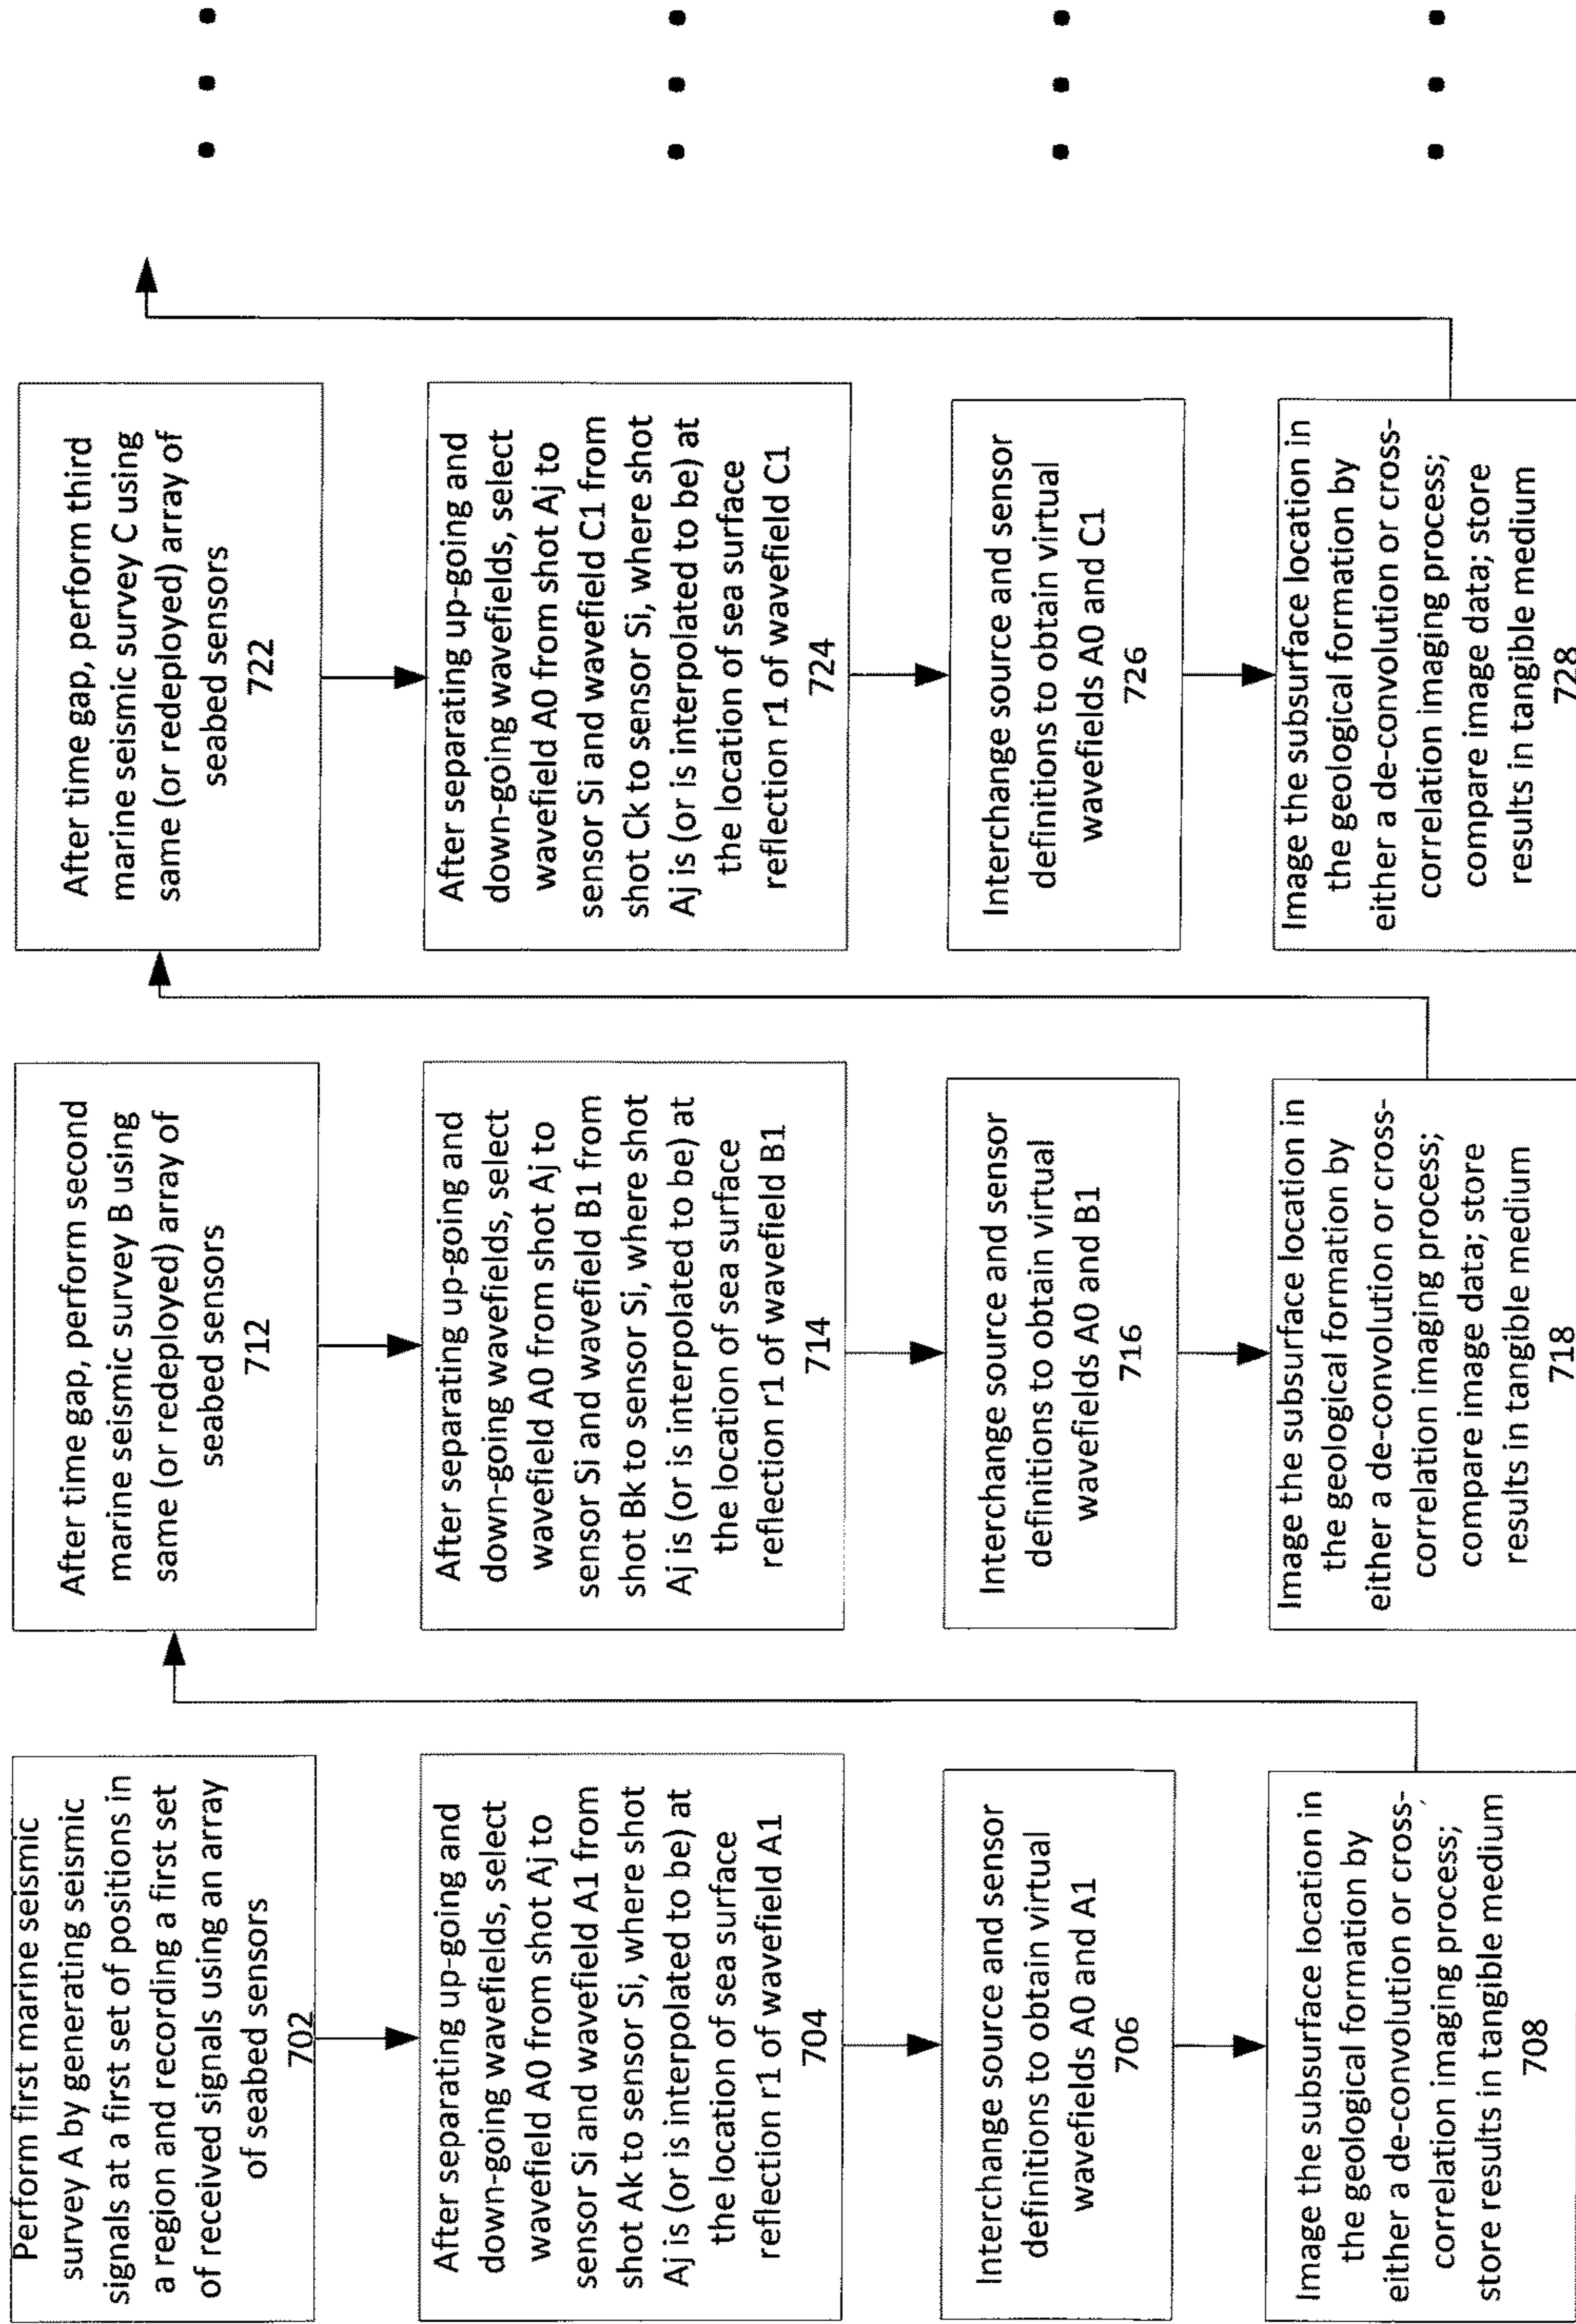 Perform first marine seismic
survey A by generating seismic
signals at a first set of positions in
a region and recording a first set
of received signals using an array
of seabed sensors
702
After separating up-going and
down-going wavefields, select
wavefield A0 from shot Aj to
sensor Si and wavefield A1 from
shot Ak to sensor Si, where shot
Aj is (or is interpolated to be) at
the location of sea surface
reflection r1 of wavefield A1
704
Interchange source and sensor
definitions to obtain virtual
wavefields A0 and A1
706
Image the subsurface location in
the geological formation by
either a de-convolution or cross-
correlation imaging process;
store results in tangible medium
708
After time gap, perform second
marine seismic survey B using
same (or redeployed) array of
seabed sensors
712
After separating up-going and
down-going wavefields, select
wavefield A0 from shot Aj to
sensor Si and wavefield B1 from
shot Bk to sensor Si, where shot
Aj is (or is interpolated to be) at
the location of sea surface
reflection r1 of wavefield B1
714
Interchange source and sensor
definitions to obtain virtual
wavefields A0 and B1
716
Image the subsurface location in
the geological formation by
either a de-convolution or cross-
correlation imaging process;
compare image data; store
results in tangible medium
718
After time gap, perform third
marine seismic survey C using
same (or redeployed) array of
seabed sensors
722
After separating up-going and
down-going wavefields, select
wavefield A0 from shot Aj to
sensor Si and wavefield C1 from
shot Ck to sensor Si, where shot
Aj is (or is interpolated to be) at
the location of sea surface
reflection r1 of wavefield C1
724
Interchange source and sensor
definitions to obtain virtual
wavefields A0 and C1
726
Image the subsurface location in
the geological formation by
either a de-convolution or cross-
correlation imaging process;
compare image data; store
results in tangible medium
728